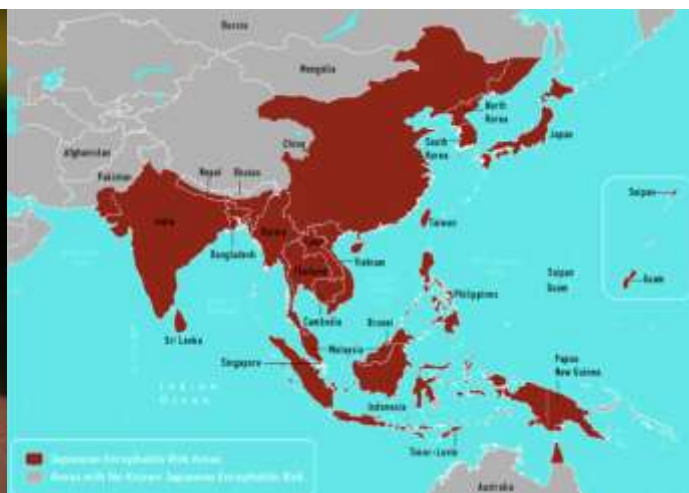 Russia
Mongolia
North
Korea
China
South
Korea
Japan
Afghanistan
Pakistan
Nepal
Bhutan
Saipan
India
Burma
Taiwan
Laos
Bangladesh
Thailand
Vietnam
Saipan
Guam
Guam
Philippines
Cambodia
Brunei
Sri Lanka
Malaysia
Singapore
Papua
New Guinea
Indian
Ocean
Indonesia
Timor-Leste
Japanese Encephalitis Risk Areas
Areas with No Known Japanese Encephalitis Risk
Australia